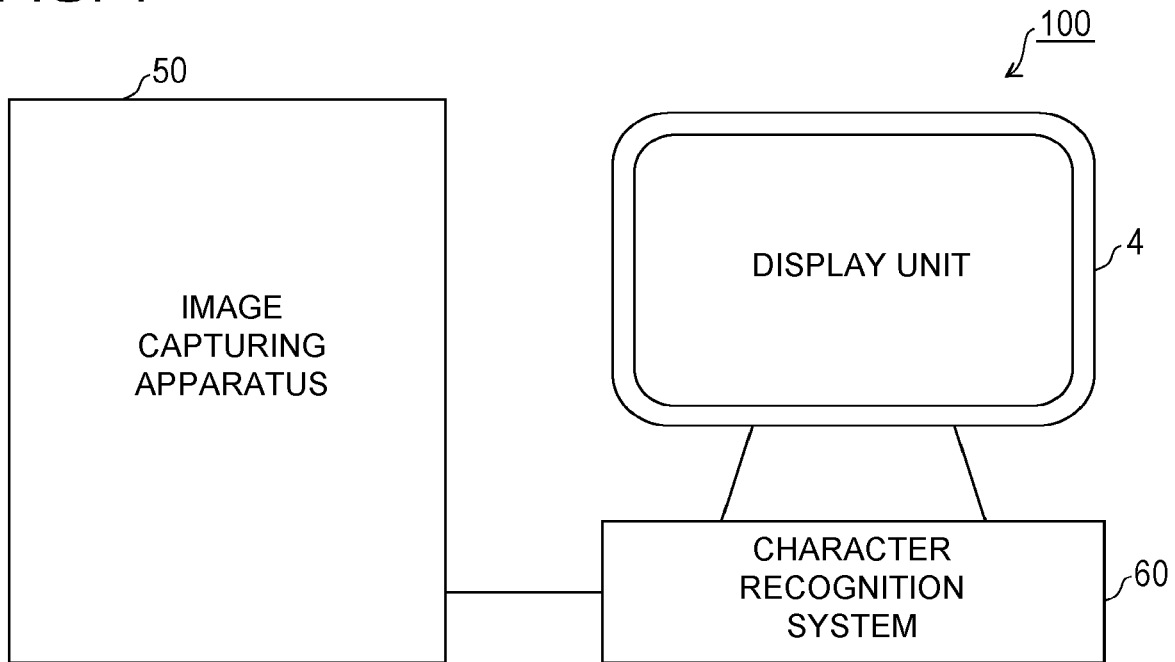 100
50
DISPLAY UNIT
4
IMAGE
CAPTURING
APPARATUS
CHARACTER
RECOGNITION
SYSTEM
60